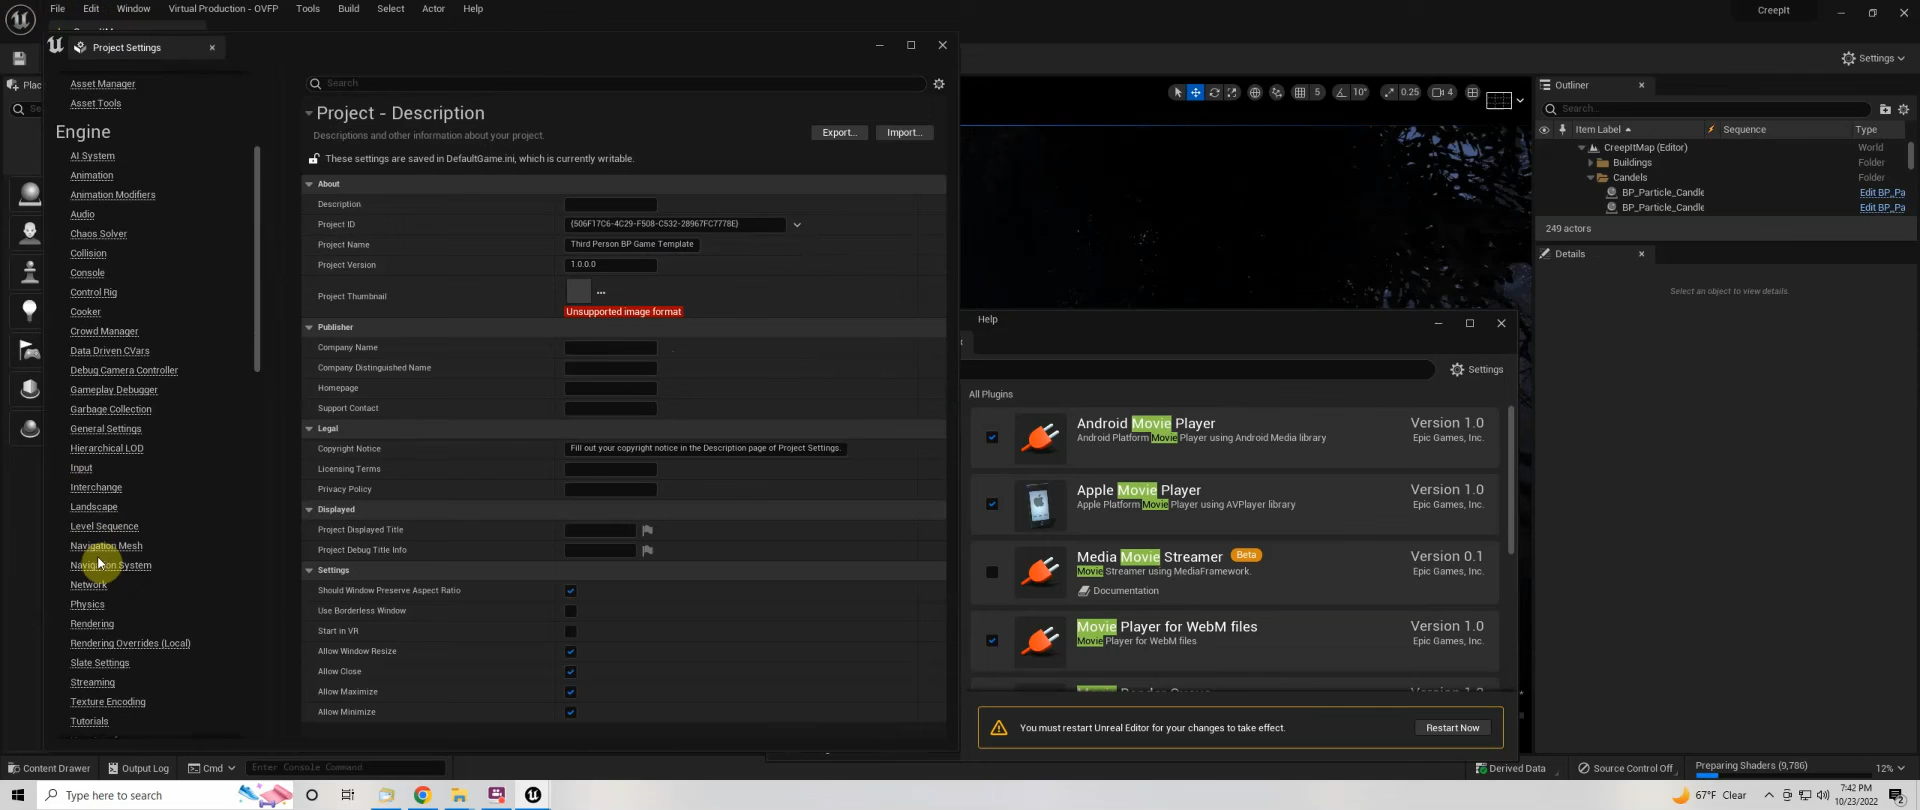 File Edit Window Virtual Production - OVFP Tools Build Select Actor Help
CreepIt
Project Settings
Settings
Asset Manager
Asset Tools
Engine
AI System
Animation
Animation Modifiers
Audio
Chaos Solver
Collision
Console
Control Rig
Cooker
Crowd Manager
Data Driven CVars
Debug Camera Controller
Gameplay Debugger
Garbage Collection
General Settings
Hierarchical LOD
Input
Interchange
Landscape
Level Sequence
Navigation Mesh
Navigation System
Network
Physics
Rendering
Rendering Overrides (Local)
Slate Settings
Streaming
Texture Encoding
Tutorials
Search
Project - Description
Descriptions and other information about your project.
Export...
Import...
These settings are saved in DefaultGame.ini, which is currently writable.
About
Description
Project ID {506F17C6-4C29-F508-C532-28967FC7778E}
Project Name Third Person BP Game Template
Project Version 1.0.0.0
Project Thumbnail ...
Unsupported image format
Publisher
Company Name
Company Distinguished Name
Homepage
Support Contact
Legal
Copyright Notice Fill out your copyright notice in the Description page of Project Settings.
Licensing Terms
Privacy Policy
Displayed
Project Displayed Title
Project Debug Title Info
Settings
Should Window Preserve Aspect Ratio
Use Borderless Window
Start in VR
Allow Window Resize
Allow Close
Allow Maximize
Allow Minimize
5 10° 0.25 4
Help
Settings
All Plugins
Android Movie Player Version 1.0
Android Platform Movie Player using Android Media library Epic Games, Inc.
Apple Movie Player Version 1.0
Apple Platform Movie Player using AVPlayer library Epic Games, Inc.
Media Movie Streamer Beta Version 0.1
Movie Streamer using MediaFramework. Epic Games, Inc.
Documentation
Movie Player for WebM files Version 1.0
Movie Player for WebM files Epic Games, Inc.
You must restart Unreal Editor for your changes to take effect. Restart Now
Outliner
Search...
Item Label Sequence Type
CreepItMap (Editor) World
Buildings Folder
Candels Folder
BP_Particle_Candle Edit BP_Pa
BP_Particle_Candle Edit BP_Pa
249 actors
Details
Select an object to view details.
Content Drawer Output Log Cmd Enter Console Command
Derived Data Source Control Off Preparing Shaders (9,786) 12%
Type here to search
67°F Clear
7:42 PM
10/23/2022
2